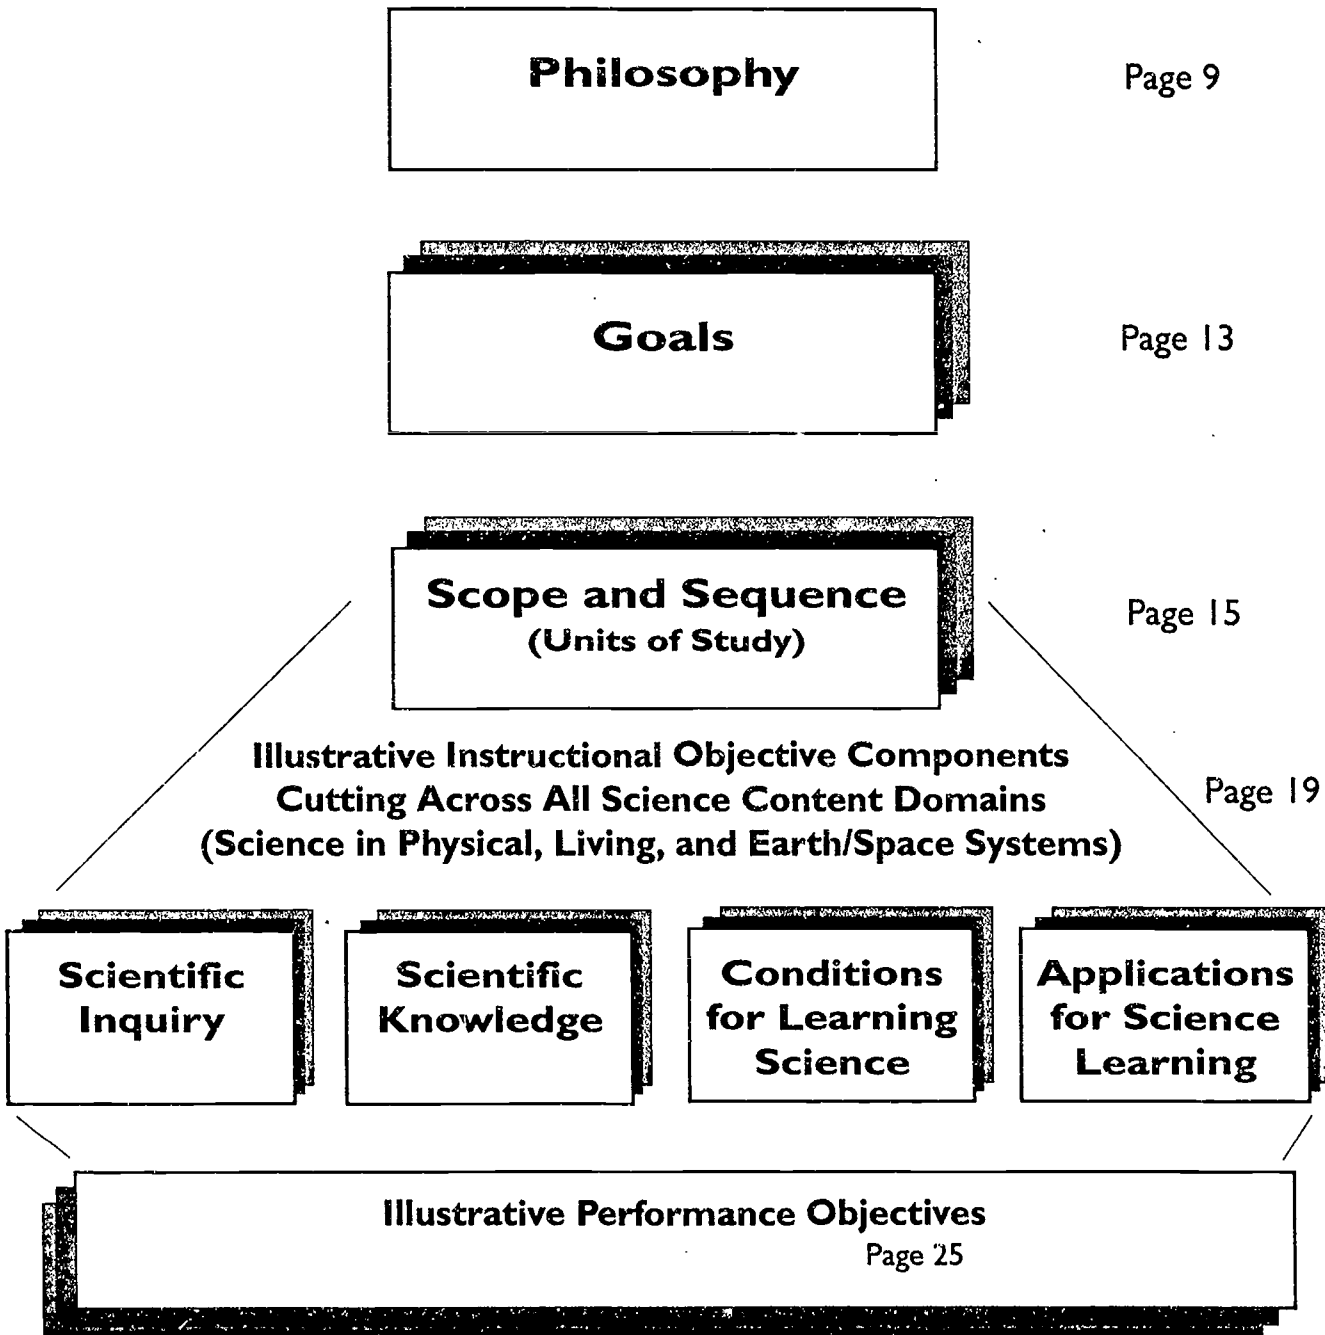 Philosophy
Page 9
Goals
Page 13
Scope and Sequence
(Units of Study)
Page 15
Illustrative Instructional Objective Components
Cutting Across All Science Content Domains
(Science in Physical, Living, and Earth/Space Systems)
Page 19
Scientific
Inquiry
Scientific
Knowledge
Conditions
for Learning
Science
Applications
for Science
Learning
Illustrative Performance Objectives
Page 25